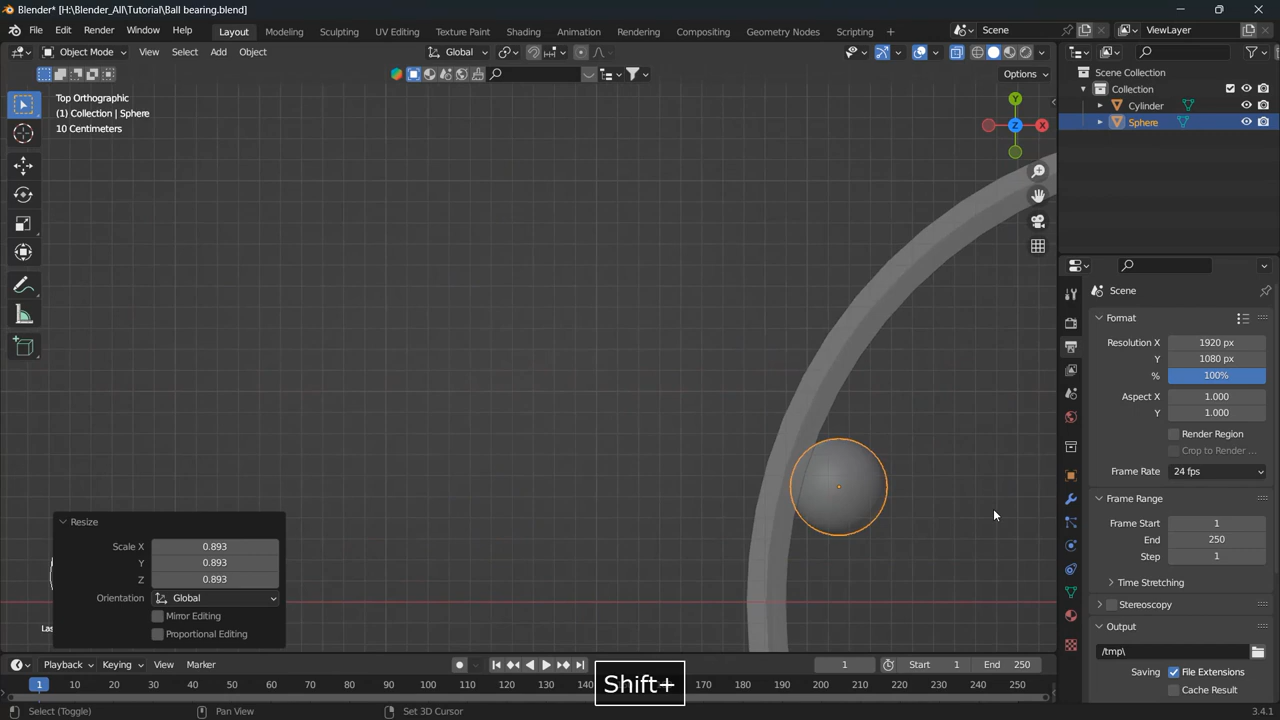 Blender* [H:\Blender_All\Tutorial\Ball bearing.blend]
File Edit Render Window Help Layout Modeling Sculpting UV Editing Texture Paint Shading Animation Rendering Compositing Geometry Nodes Scripting Scene ViewLayer
Object Mode View Select Add Object Global
Options
Top Orthographic
(1) Collection | Sphere
10 Centimeters
Y
Z
X
Scene Collection
Collection
Cylinder
Sphere
Scene
Format
Resolution X 1920 px
Y 1080 px
% 100%
Aspect X 1.000
Y 1.000
Render Region
Crop to Render ...
Frame Rate 24 fps
Frame Range
Frame Start 1
End 250
Step 1
Time Stretching
Stereoscopy
Output
/tmp\
Saving File Extensions
Cache Result
Resize
Scale X 0.893
Y 0.893
Z 0.893
Orientation Global
Mirror Editing
Proportional Editing
Playback Keying View Marker 1 Start 1 End 250
1 10 20 30 40 50 60 70 80 90 100 110 120 130 140 170 180 190 200 210 220 230 240 250
Shift+
Select (Toggle) Pan View Set 3D Cursor 3.4.1